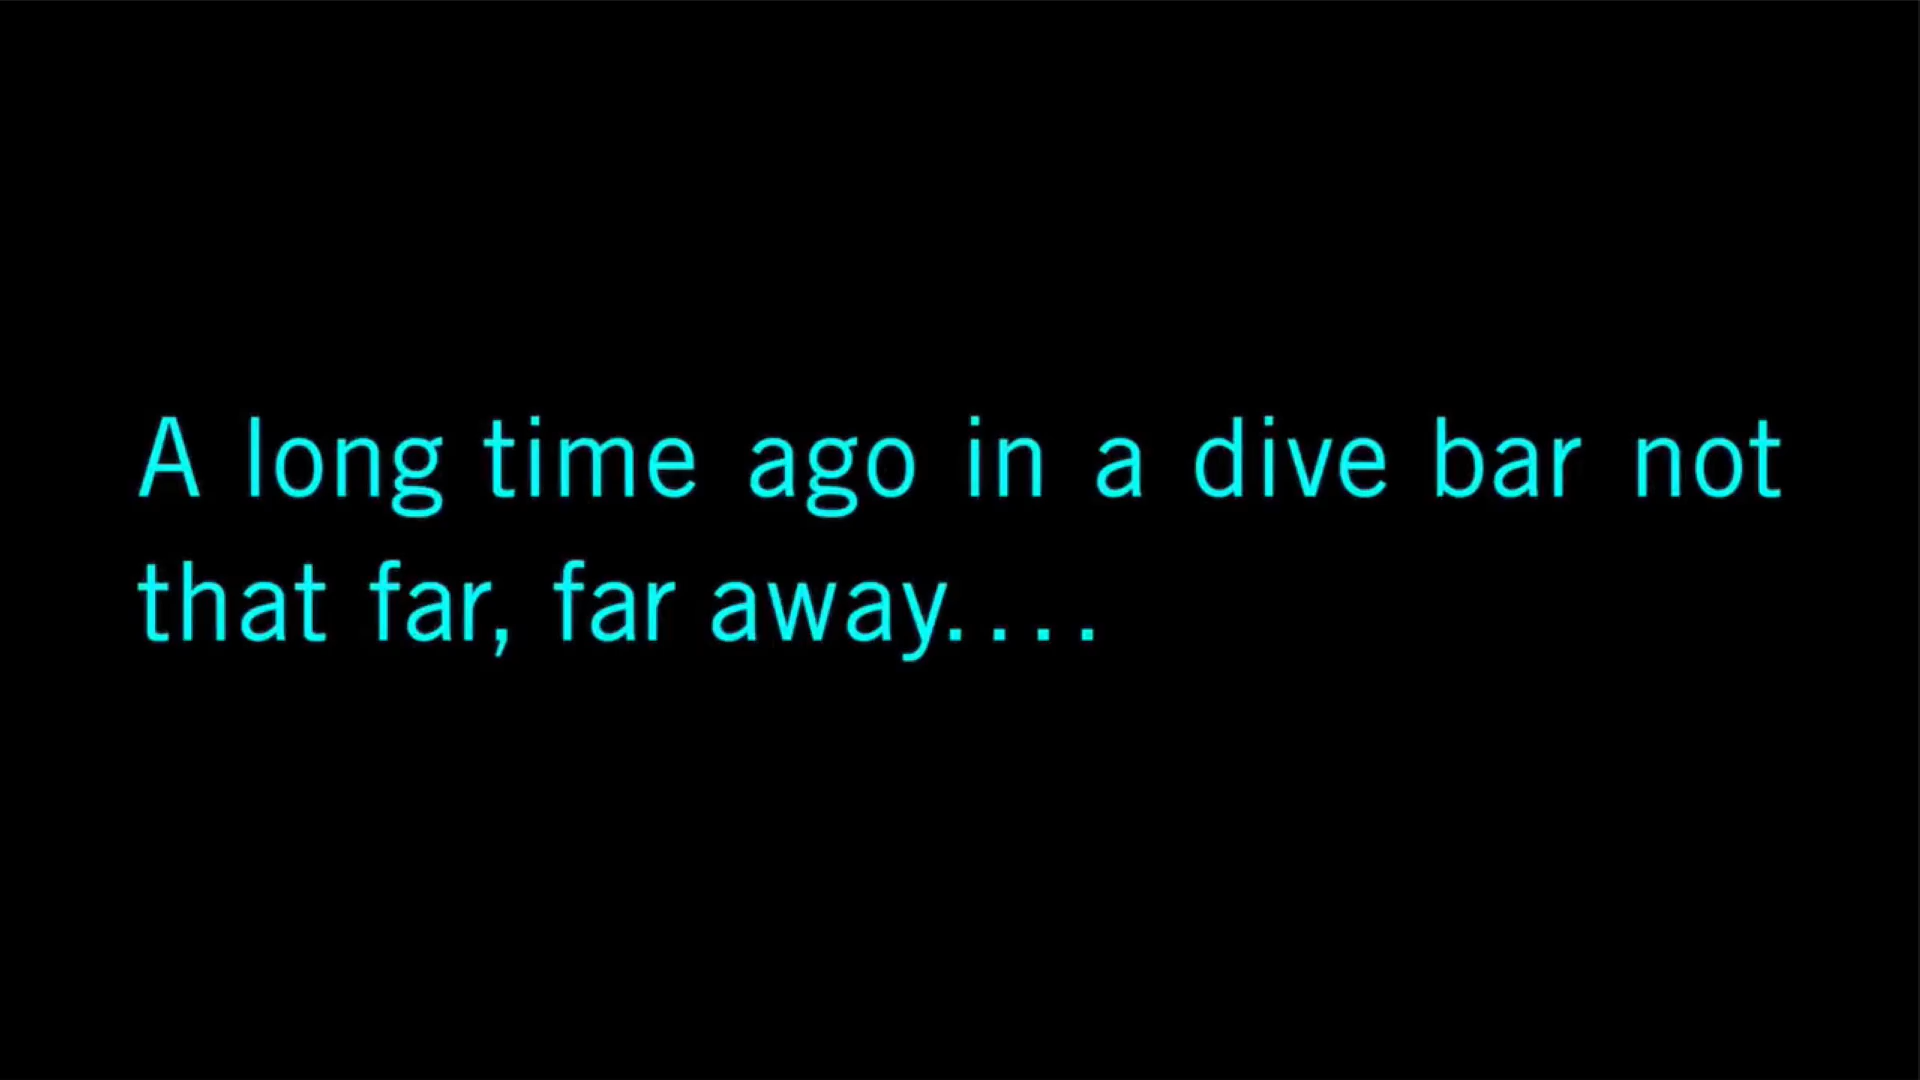 A long time ago in a dive bar not
that far, far away. . . .